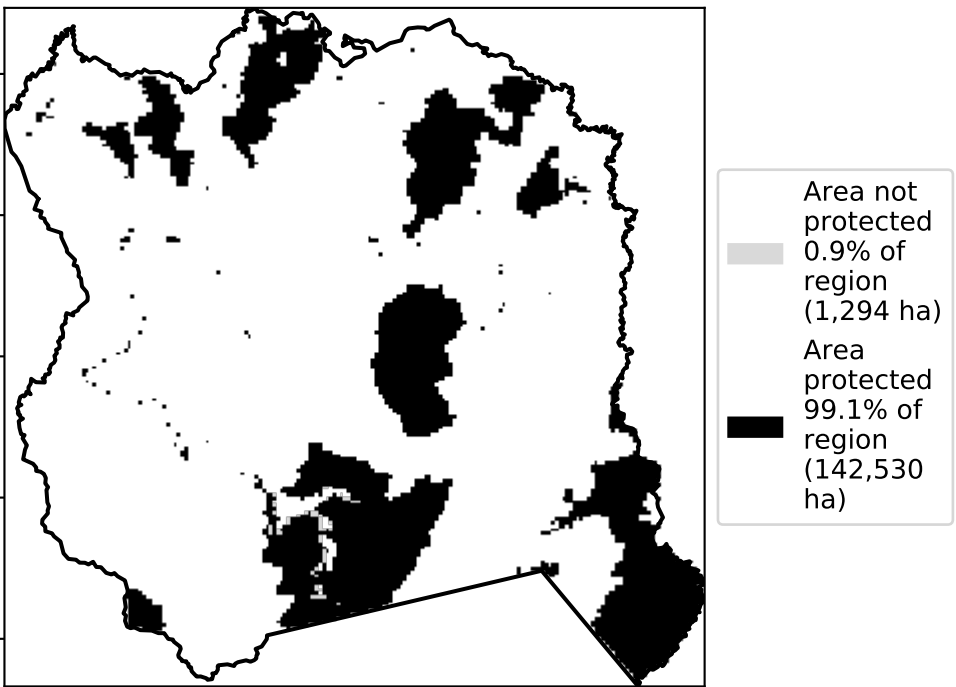 Area not
protected
0.9% of
region
(1,294 ha)
Area
protected
99.1% of
region
(142,530
ha)